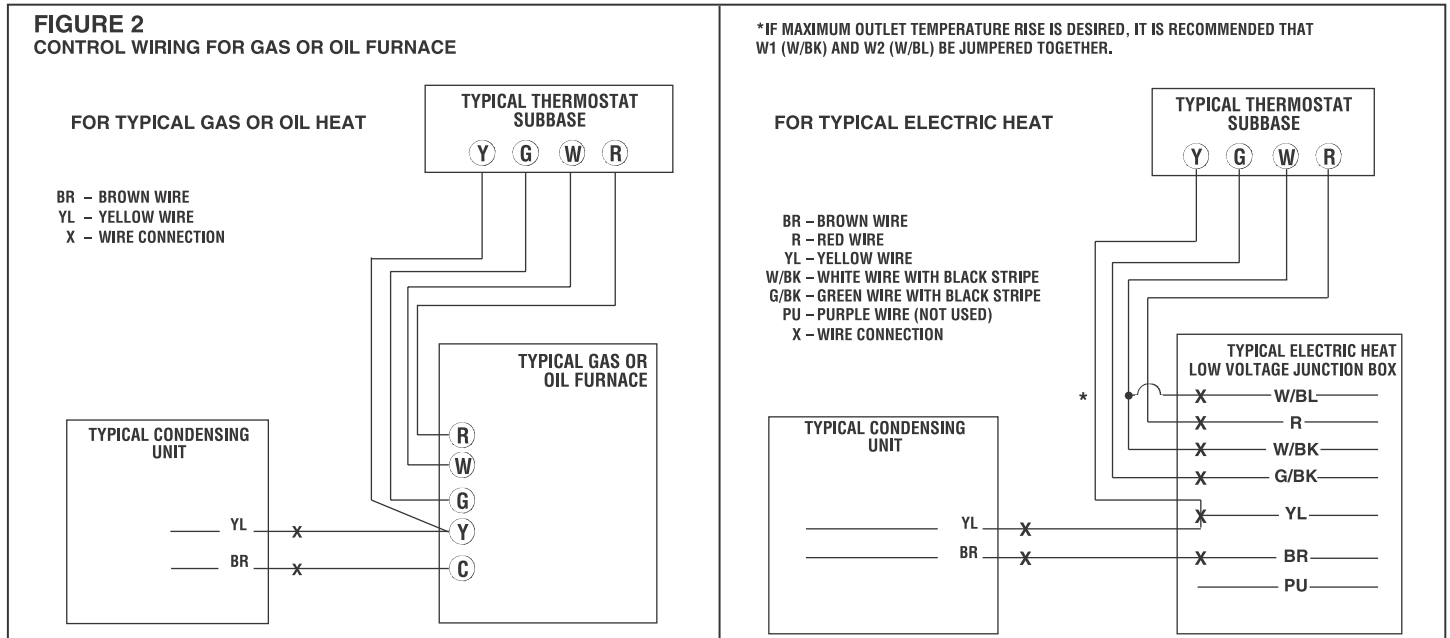 FIGURE 2
CONTROL WIRING FOR GAS OR OIL FURNACE
FOR TYPICAL GAS OR OIL HEAT
TYPICAL THERMOSTAT
SUBBASE
Y G W R
BR – BROWN WIRE
YL – YELLOW WIRE
X – WIRE CONNECTION
TYPICAL GAS OR
OIL FURNACE
R
W
G
Y
C
TYPICAL CONDENSING
UNIT
YL X
BR X
*IF MAXIMUM OUTLET TEMPERATURE RISE IS DESIRED, IT IS RECOMMENDED THAT
W1 (W/BK) AND W2 (W/BL) BE JUMPERED TOGETHER.
FOR TYPICAL ELECTRIC HEAT
TYPICAL THERMOSTAT
SUBBASE
Y G W R
BR – BROWN WIRE
R – RED WIRE
YL – YELLOW WIRE
W/BK – WHITE WIRE WITH BLACK STRIPE
G/BK – GREEN WIRE WITH BLACK STRIPE
PU – PURPLE WIRE (NOT USED)
X – WIRE CONNECTION
TYPICAL ELECTRIC HEAT
LOW VOLTAGE JUNCTION BOX
* X W/BL
X R
X W/BK
X G/BK
X YL
X BR
PU
TYPICAL CONDENSING
UNIT
YL X
BR X